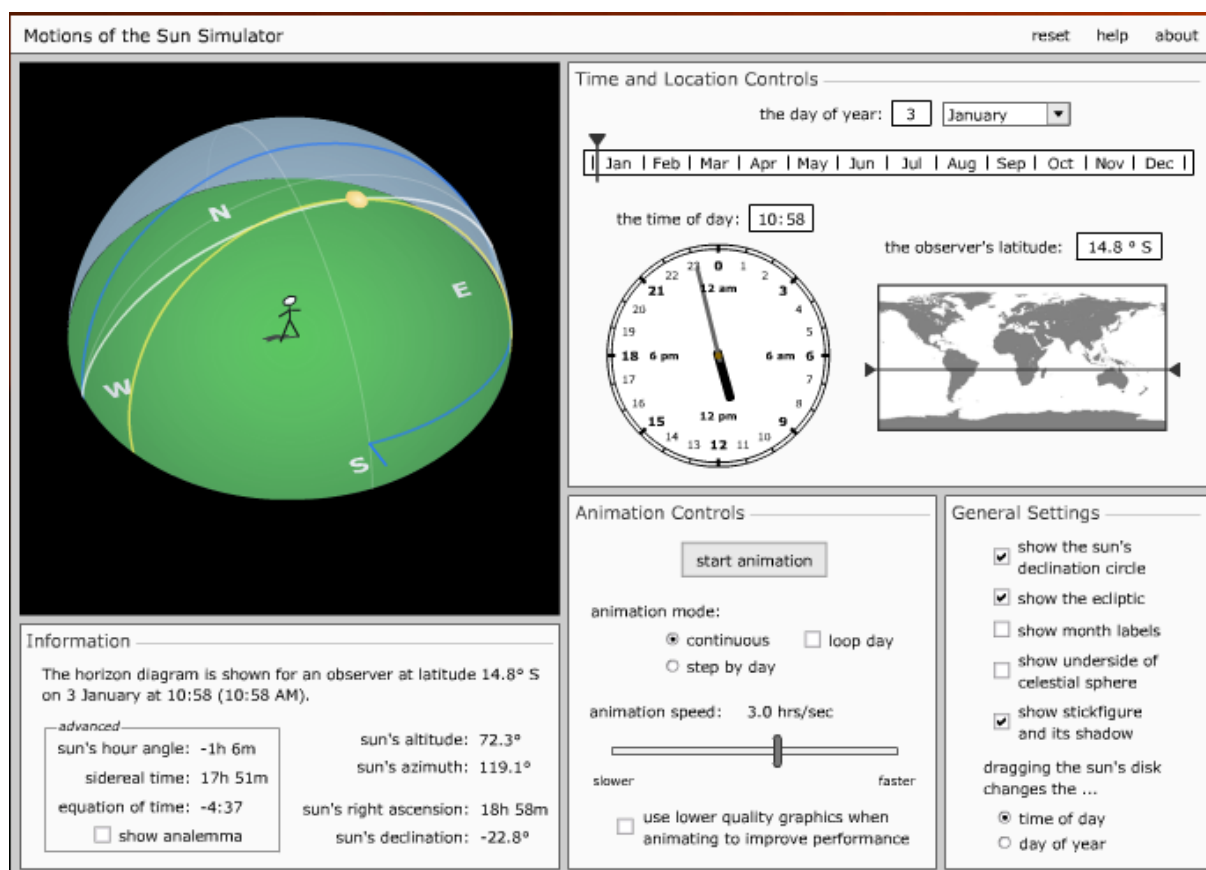 Motions of the Sun Simulator
reset help about
N
E
W
S
Time and Location Controls
the day of year: 3 January
Jan | Feb | Mar | Apr | May | Jun | Jul | Aug | Sep | Oct | Nov | Dec
the time of day: 10:58
0
1
2
3
4
5
6
7
8
9
10
11
12
13
14
15
16
17
18
19
20
21
22
23
12 am
6 am
12 pm
6 pm
the observer's latitude: 14.8 ° S
Information
The horizon diagram is shown for an observer at latitude 14.8° S
on 3 January at 10:58 (10:58 AM).
advanced
sun's hour angle: -1h 6m
sidereal time: 17h 51m
equation of time: -4:37
show analemma
sun's altitude: 72.3°
sun's azimuth: 119.1°
sun's right ascension: 18h 58m
sun's declination: -22.8°
Animation Controls
start animation
animation mode:
continuous loop day
step by day
animation speed: 3.0 hrs/sec
slower faster
use lower quality graphics when
animating to improve performance
General Settings
show the sun's
declination circle
show the ecliptic
show month labels
show underside of
celestial sphere
show stickfigure
and its shadow
dragging the sun's disk
changes the ...
time of day
day of year